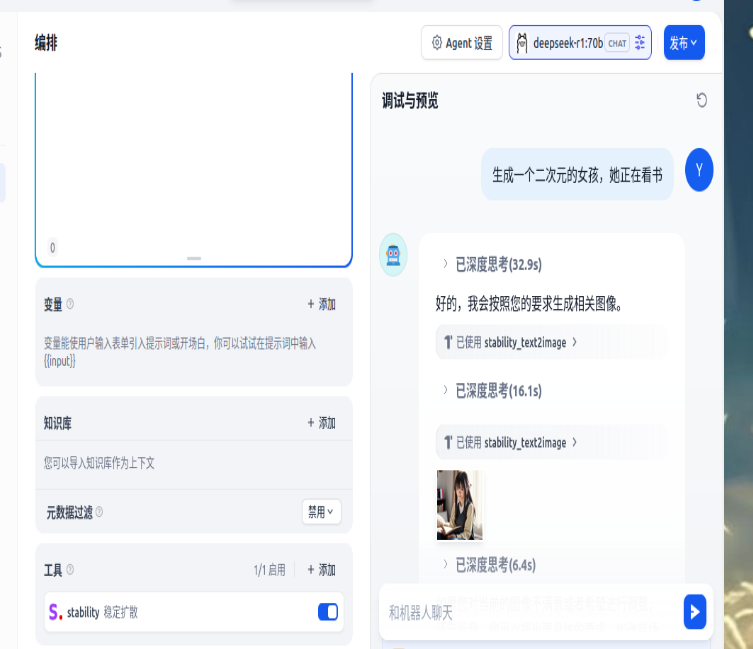 编排
Agent 设置
deepseek-r1:70b CHAT
发布
0
变量
+ 添加
变量能使用户输入表单引入提示词或开场白，你可以试试在提示词中输入
{{input}}
知识库
+ 添加
您可以导入知识库作为上下文
元数据过滤
禁用
工具
1/1 启用
+ 添加
S. stability 稳定扩散
调试与预览
生成一个二次元的女孩，她正在看书
Y
已深度思考(32.9s)
好的，我会按照您的要求生成相关图像。
已使用 stability_text2image
已深度思考(16.1s)
已使用 stability_text2image
已深度思考(6.4s)
和机器人聊天